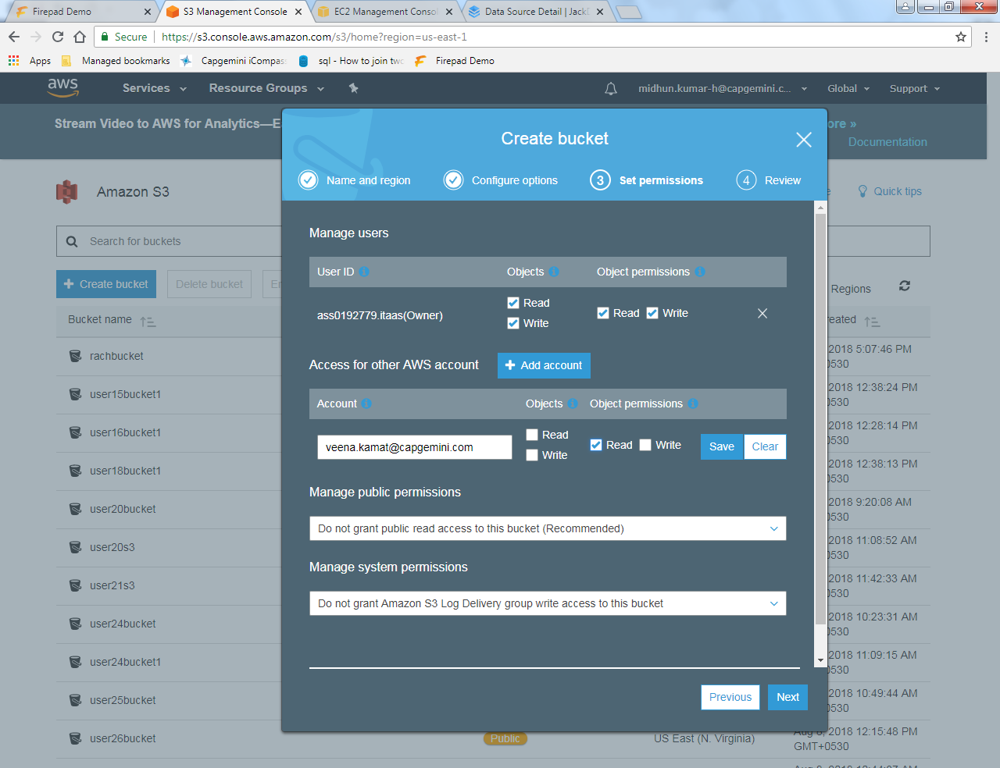 Firepad Demo
S3 Management Console
EC2 Management Conso
Data Source Detail | Jack
Secure
https://s3.console.aws.amazon.com/s3/home?region=us-east-1
Apps
Managed bookmarks
Capgemini iCompas
sql - How to join two
Firepad Demo
aws
Services
Resource Groups
midhun.kumar-h@capgemini.c...
Global
Support
Stream Video to AWS for Analytics—E
ore »
Documentation
Create bucket
Name and region
Configure options
3 Set permissions
4 Review
Amazon S3
Quick tips
Search for buckets
Create bucket
Delete bucket
Regions
Bucket name
reated
rachbucket
2018 5:07:46 PM
0530
user15bucket1
2018 12:38:24 PM
0530
user16bucket1
2018 12:28:14 PM
0530
user18bucket1
2018 12:38:13 PM
0530
user20bucket
2018 9:20:08 AM
0530
user20s3
2018 11:08:52 AM
0530
user21s3
2018 11:42:33 AM
0530
user24bucket
2018 10:23:31 AM
0530
user24bucket1
2018 11:09:15 AM
0530
user25bucket
2018 10:49:44 AM
0530
user26bucket
Public
US East (N. Virginia)
Aug 8, 2018 12:15:48 PM
GMT+0530
Manage users
User ID
Objects
Object permissions
ass0192779.itaas(Owner)
Read
Write
Read
Write
Access for other AWS account
Add account
Account
Objects
Object permissions
veena.kamat@capgemini.com
Read
Write
Read
Write
Save
Clear
Manage public permissions
Do not grant public read access to this bucket (Recommended)
Manage system permissions
Do not grant Amazon S3 Log Delivery group write access to this bucket
Previous
Next